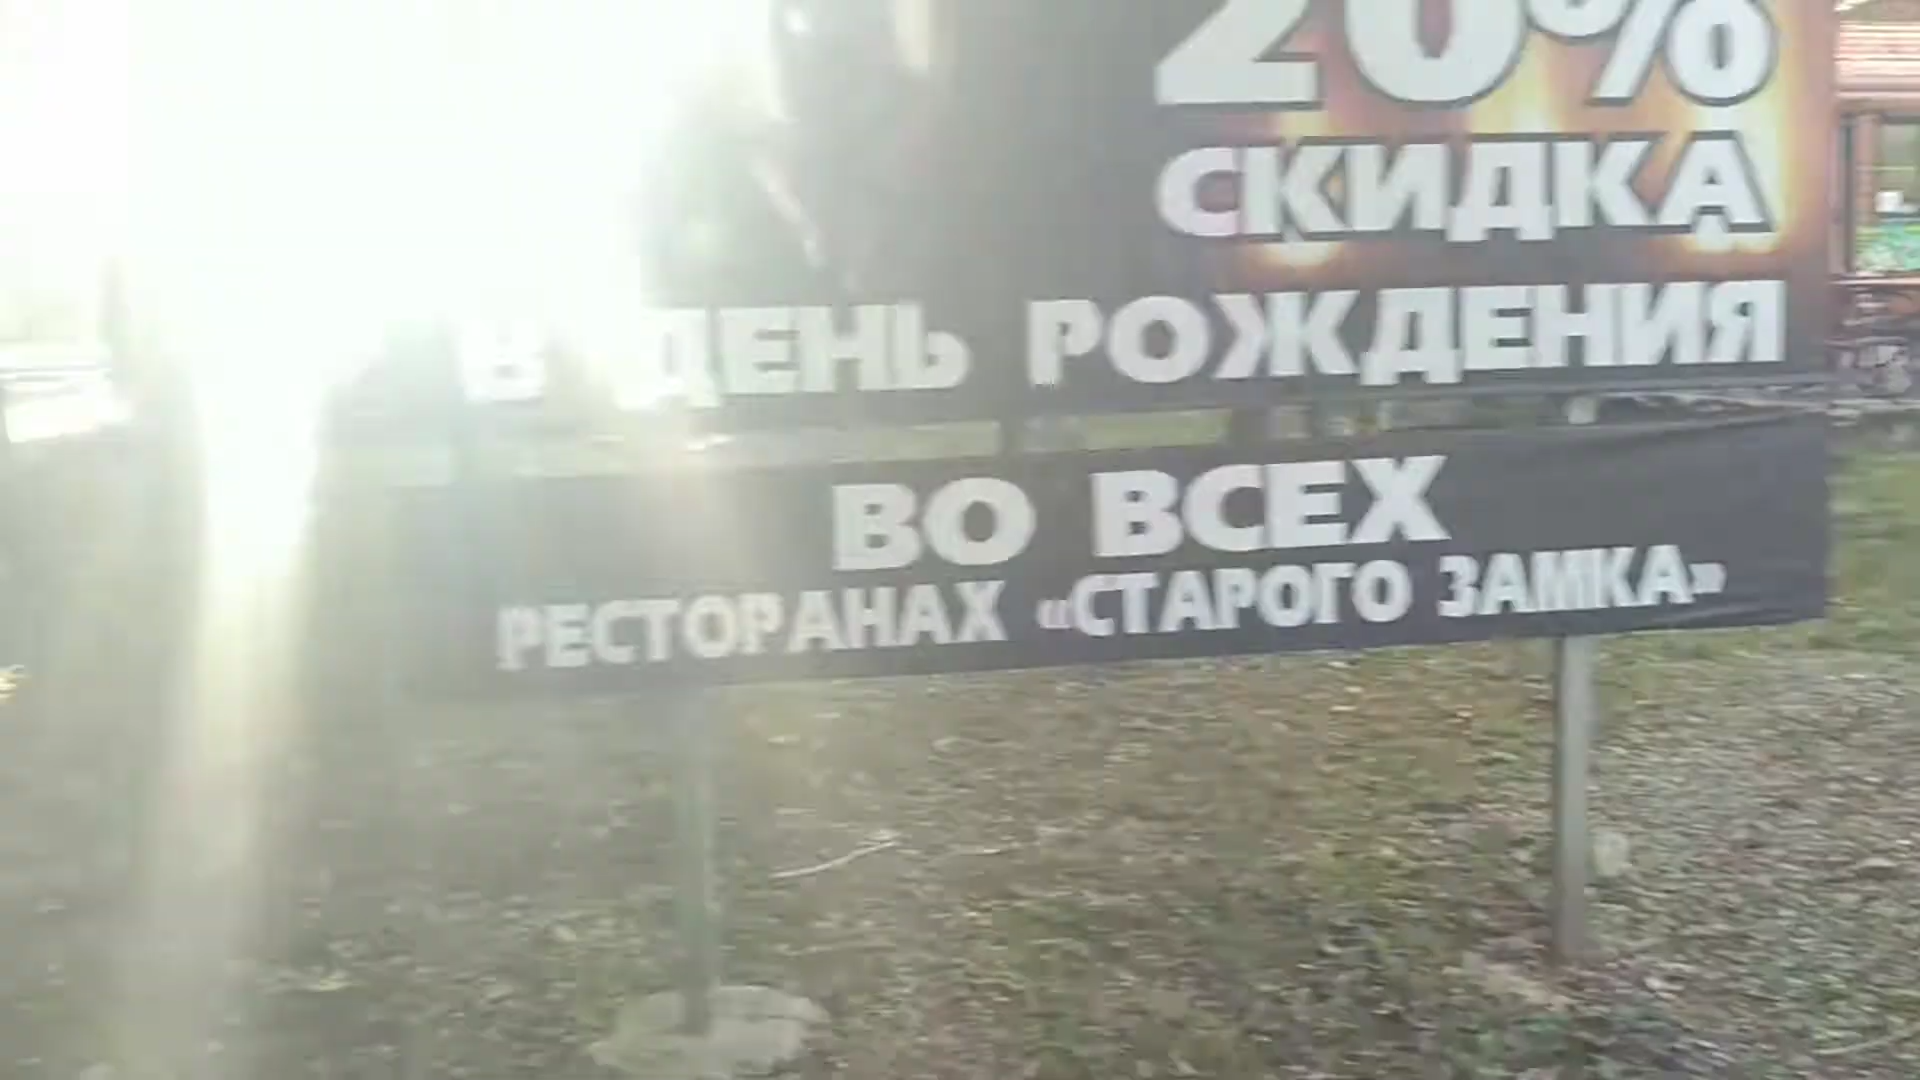 20%
СКИДКА
В ДЕНЬ РОЖДЕНИЯ
ВО ВСЕХ
РЕСТОРАНАХ «СТАРОГО ЗАМКА»